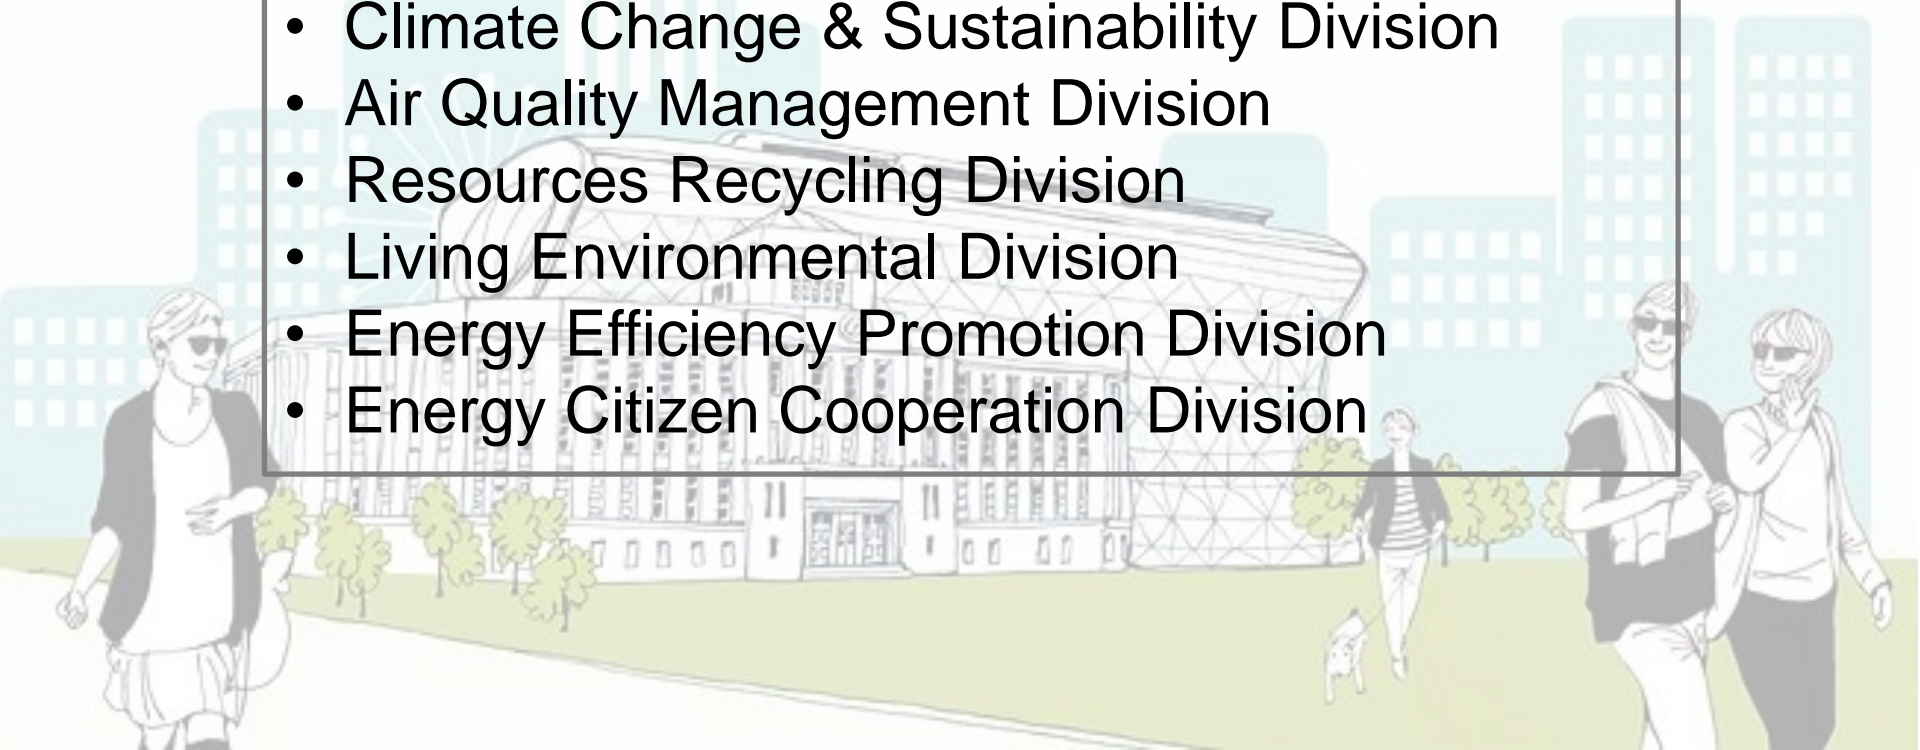 • Climate Change & Sustainability Division
• Air Quality Management Division
• Resources Recycling Division
• Living Environmental Division
• Energy Efficiency Promotion Division
• Energy Citizen Cooperation Division